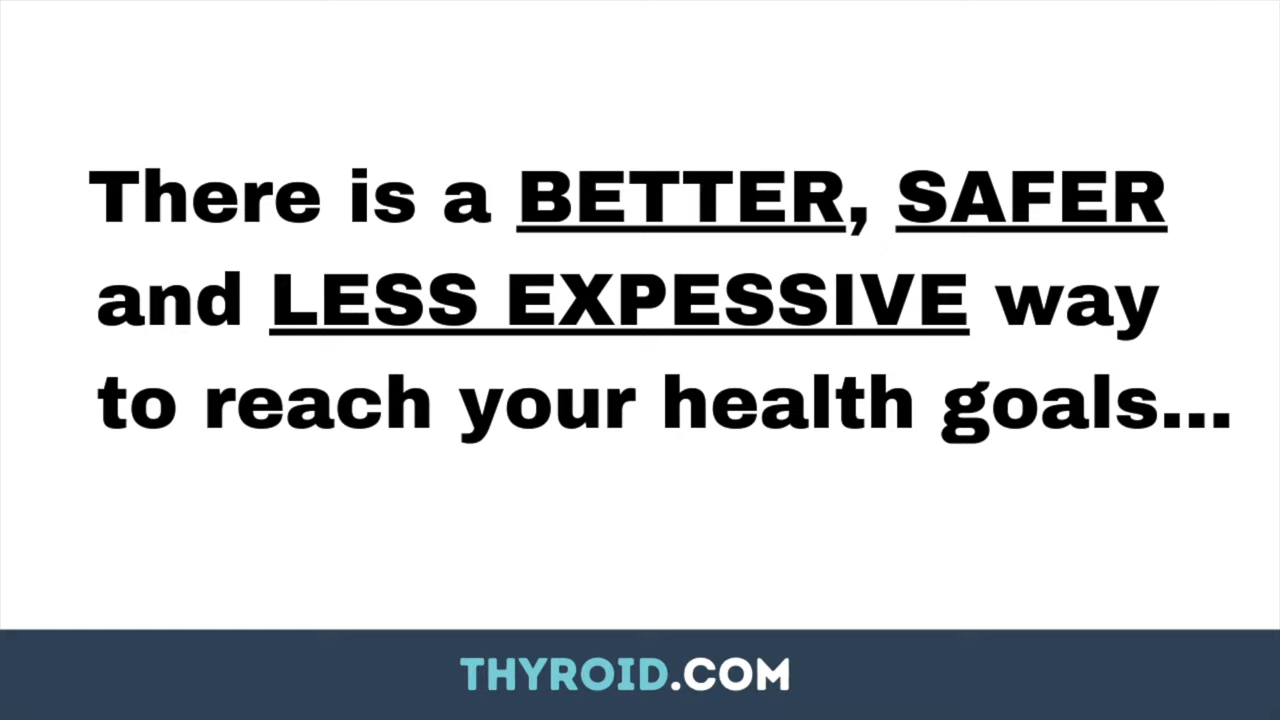 There is a BETTER, SAFER
and LESS EXPESSIVE way
to reach your health goals...
THYROID.COM